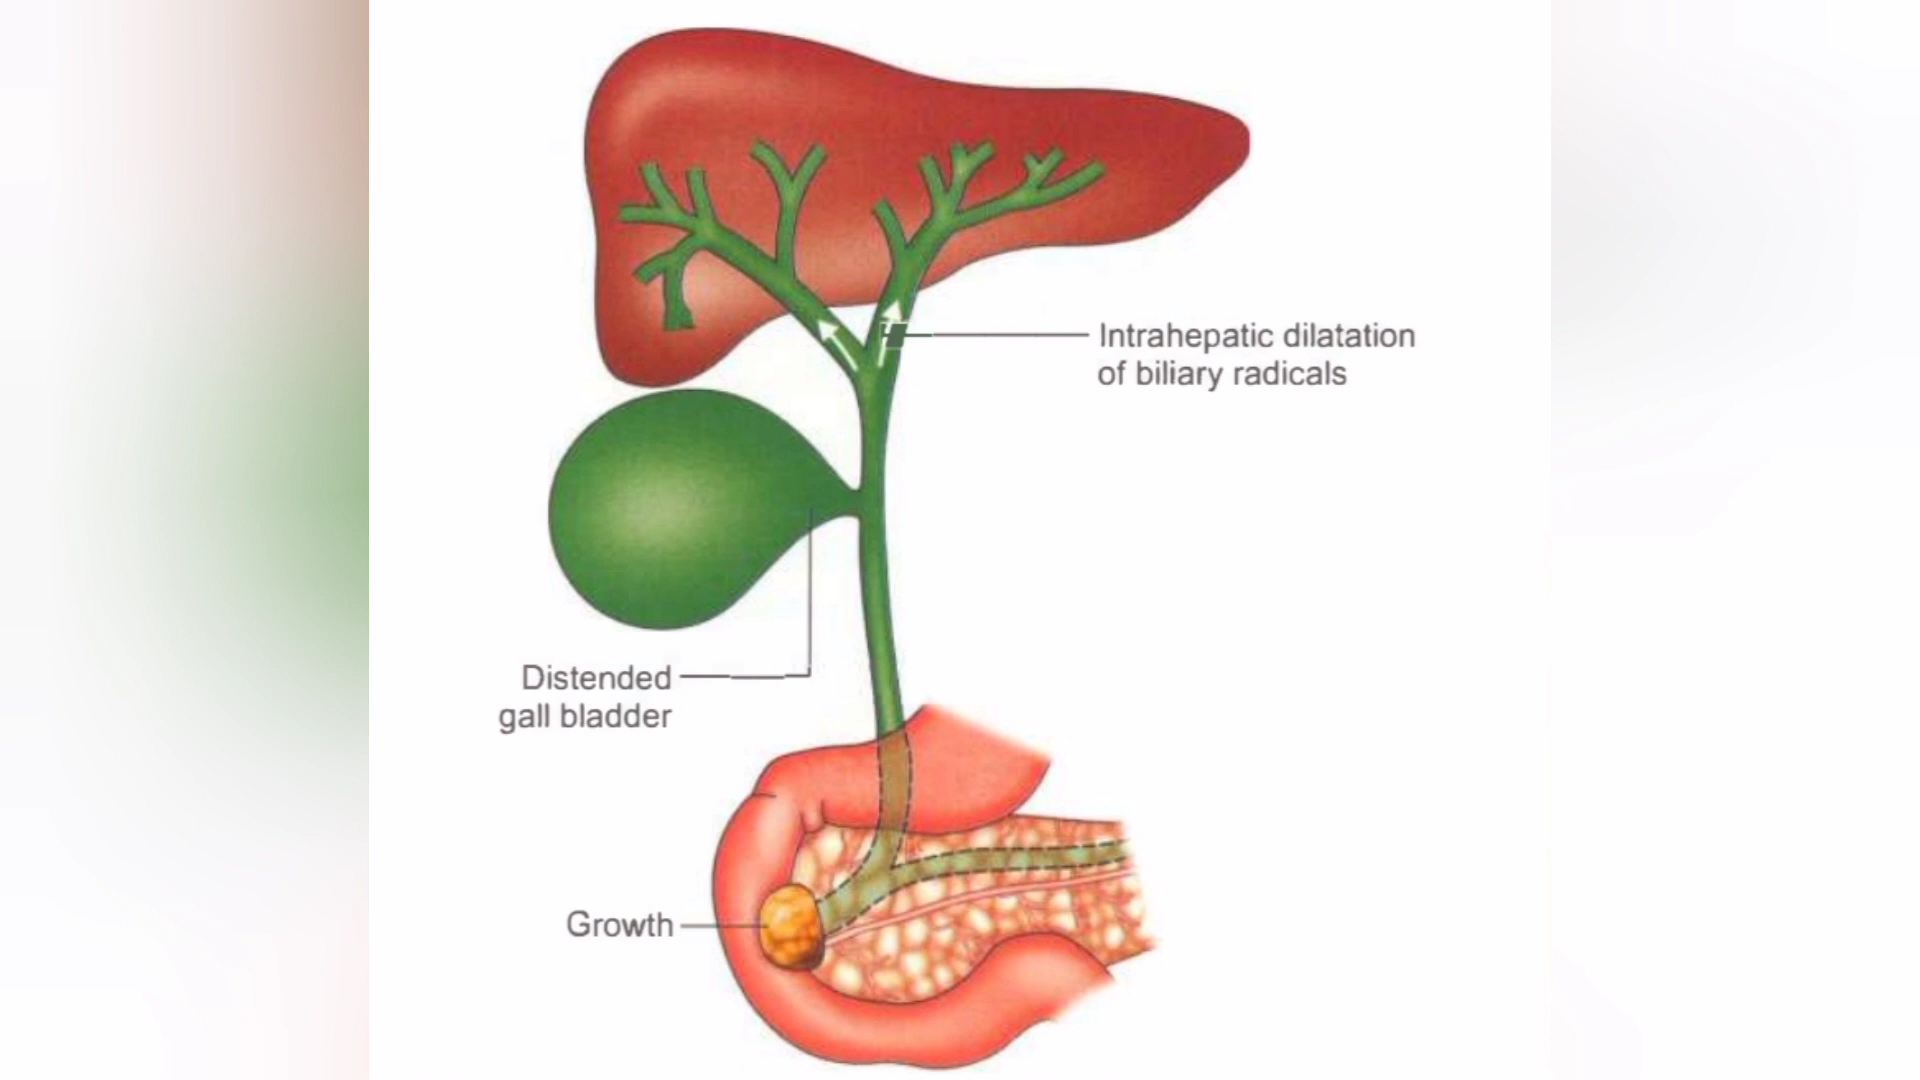 Intrahepatic dilatation
of biliary radicals
Distended
gall bladder
Growth